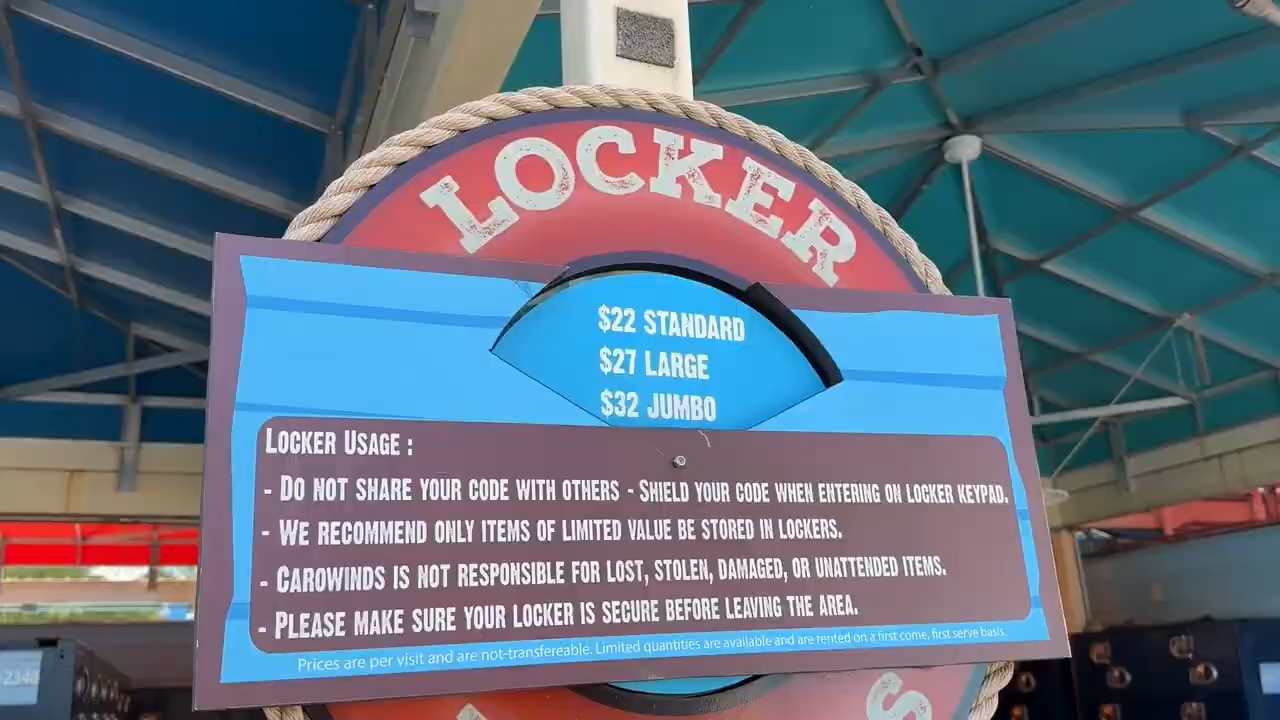 LOCKER
$22 STANDARD
$27 LARGE
$32 JUMBO
LOCKER USAGE :
- DO NOT SHARE YOUR CODE WITH OTHERS - SHIELD YOUR CODE WHEN ENTERING ON LOCKER KEYPAD.
- WE RECOMMEND ONLY ITEMS OF LIMITED VALUE BE STORED IN LOCKERS.
- CAROWINDS IS NOT RESPONSIBLE FOR LOST, STOLEN, DAMAGED, OR UNATTENDED ITEMS.
- PLEASE MAKE SURE YOUR LOCKER IS SECURE BEFORE LEAVING THE AREA.
Prices are per visit and are not-transfereable. Limited quantities are available and are rented on a first come, first serve basis.